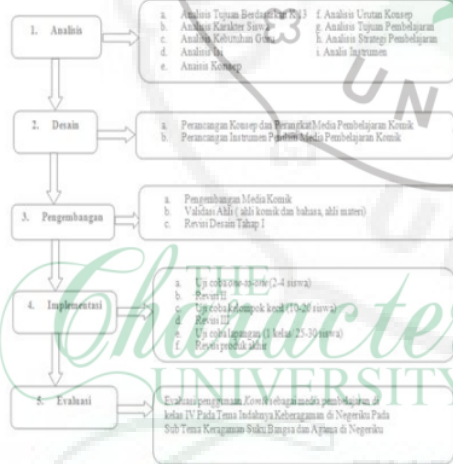 1. Analisis
a. Analisis Tujuan Berdasarkan K13
b. Analisis Karakter Siswa
c. Analisis Kebutuhan Guru
d. Analisis Isi
e. Anaisis Konsep
f. Analisis Urutan Konsep
g. Analisis Tujuan Pembelajaran
h. Analisis Strategi Pembelajaran
i. Analis Instrumen
2. Desain
a. Perancangan Konsep dan Perangkat Media Pembelajaran Komik
b. Perancangan Instrumen Penilain Media Pembelajaran Komik
3. Pengembangan
a. Pengembangan Media Komik
b. Validasi Ahli ( ahli komik dan bahasa, ahli materi)
c. Revisi Desain Tahap I
4. Implementasi
a. Uji coba one-to-one (2-4 siswa)
b. Revisi II
c. Uji coba kelompok kecil (10-20 siswa)
d. Revisi III
e. Uji coba lapangan (1 kelas 25-30 siswa)
f. Revisi produk akhir
5. Evaluasi
Evaluasi penggunaan Komik sebagai media pembelajaran di
kelas IV Pada Tema Indahnya Keberagaman di Negeriku Pada
Sub Tema Keragaman Suku Bangsa dan Agama di Negeriku
UN
THE
Character
UNIVERSITY